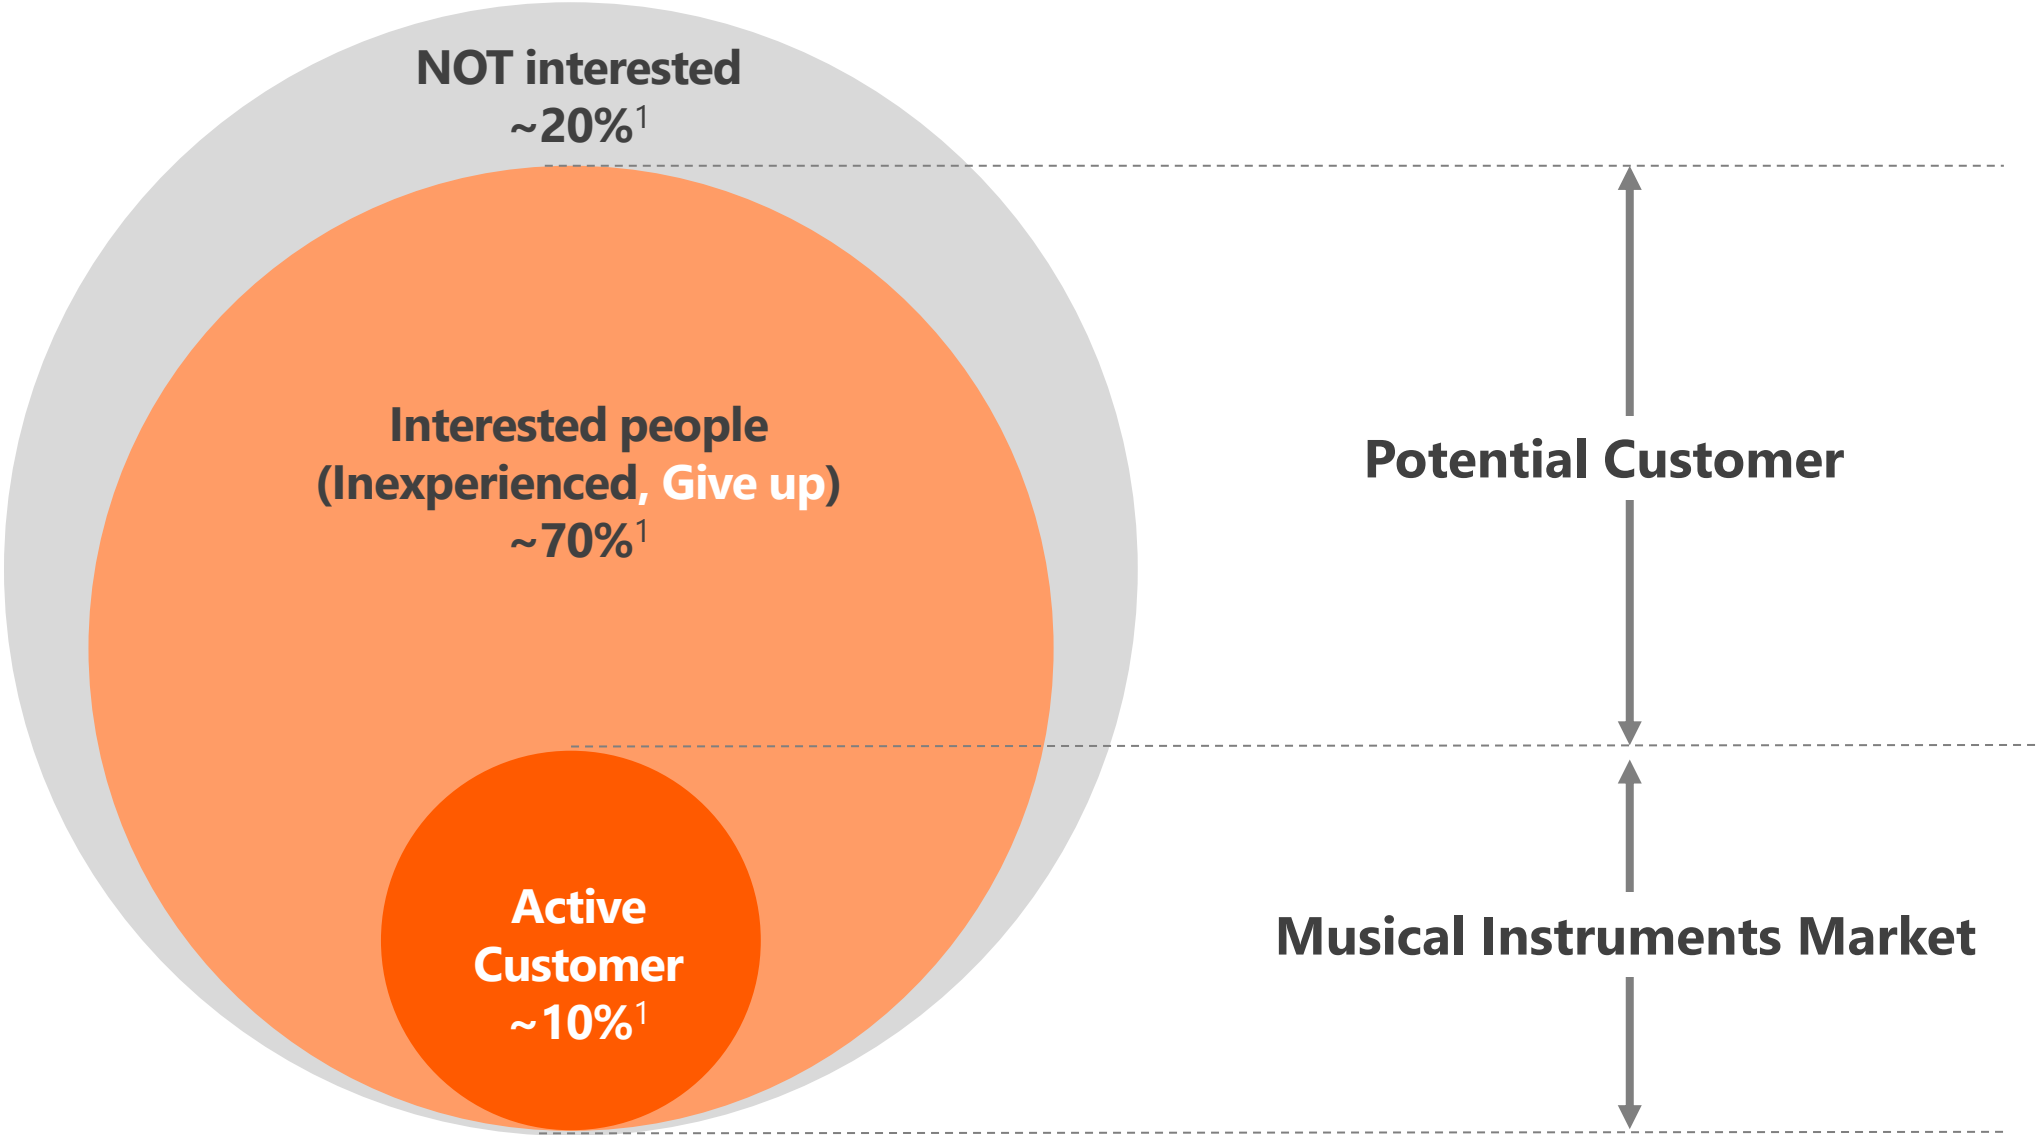 NOT interested
~20%¹
Interested people
(Inexperienced, Give up)
~70%¹
Potential Customer
Active
Customer
~10%¹
Musical Instruments Market